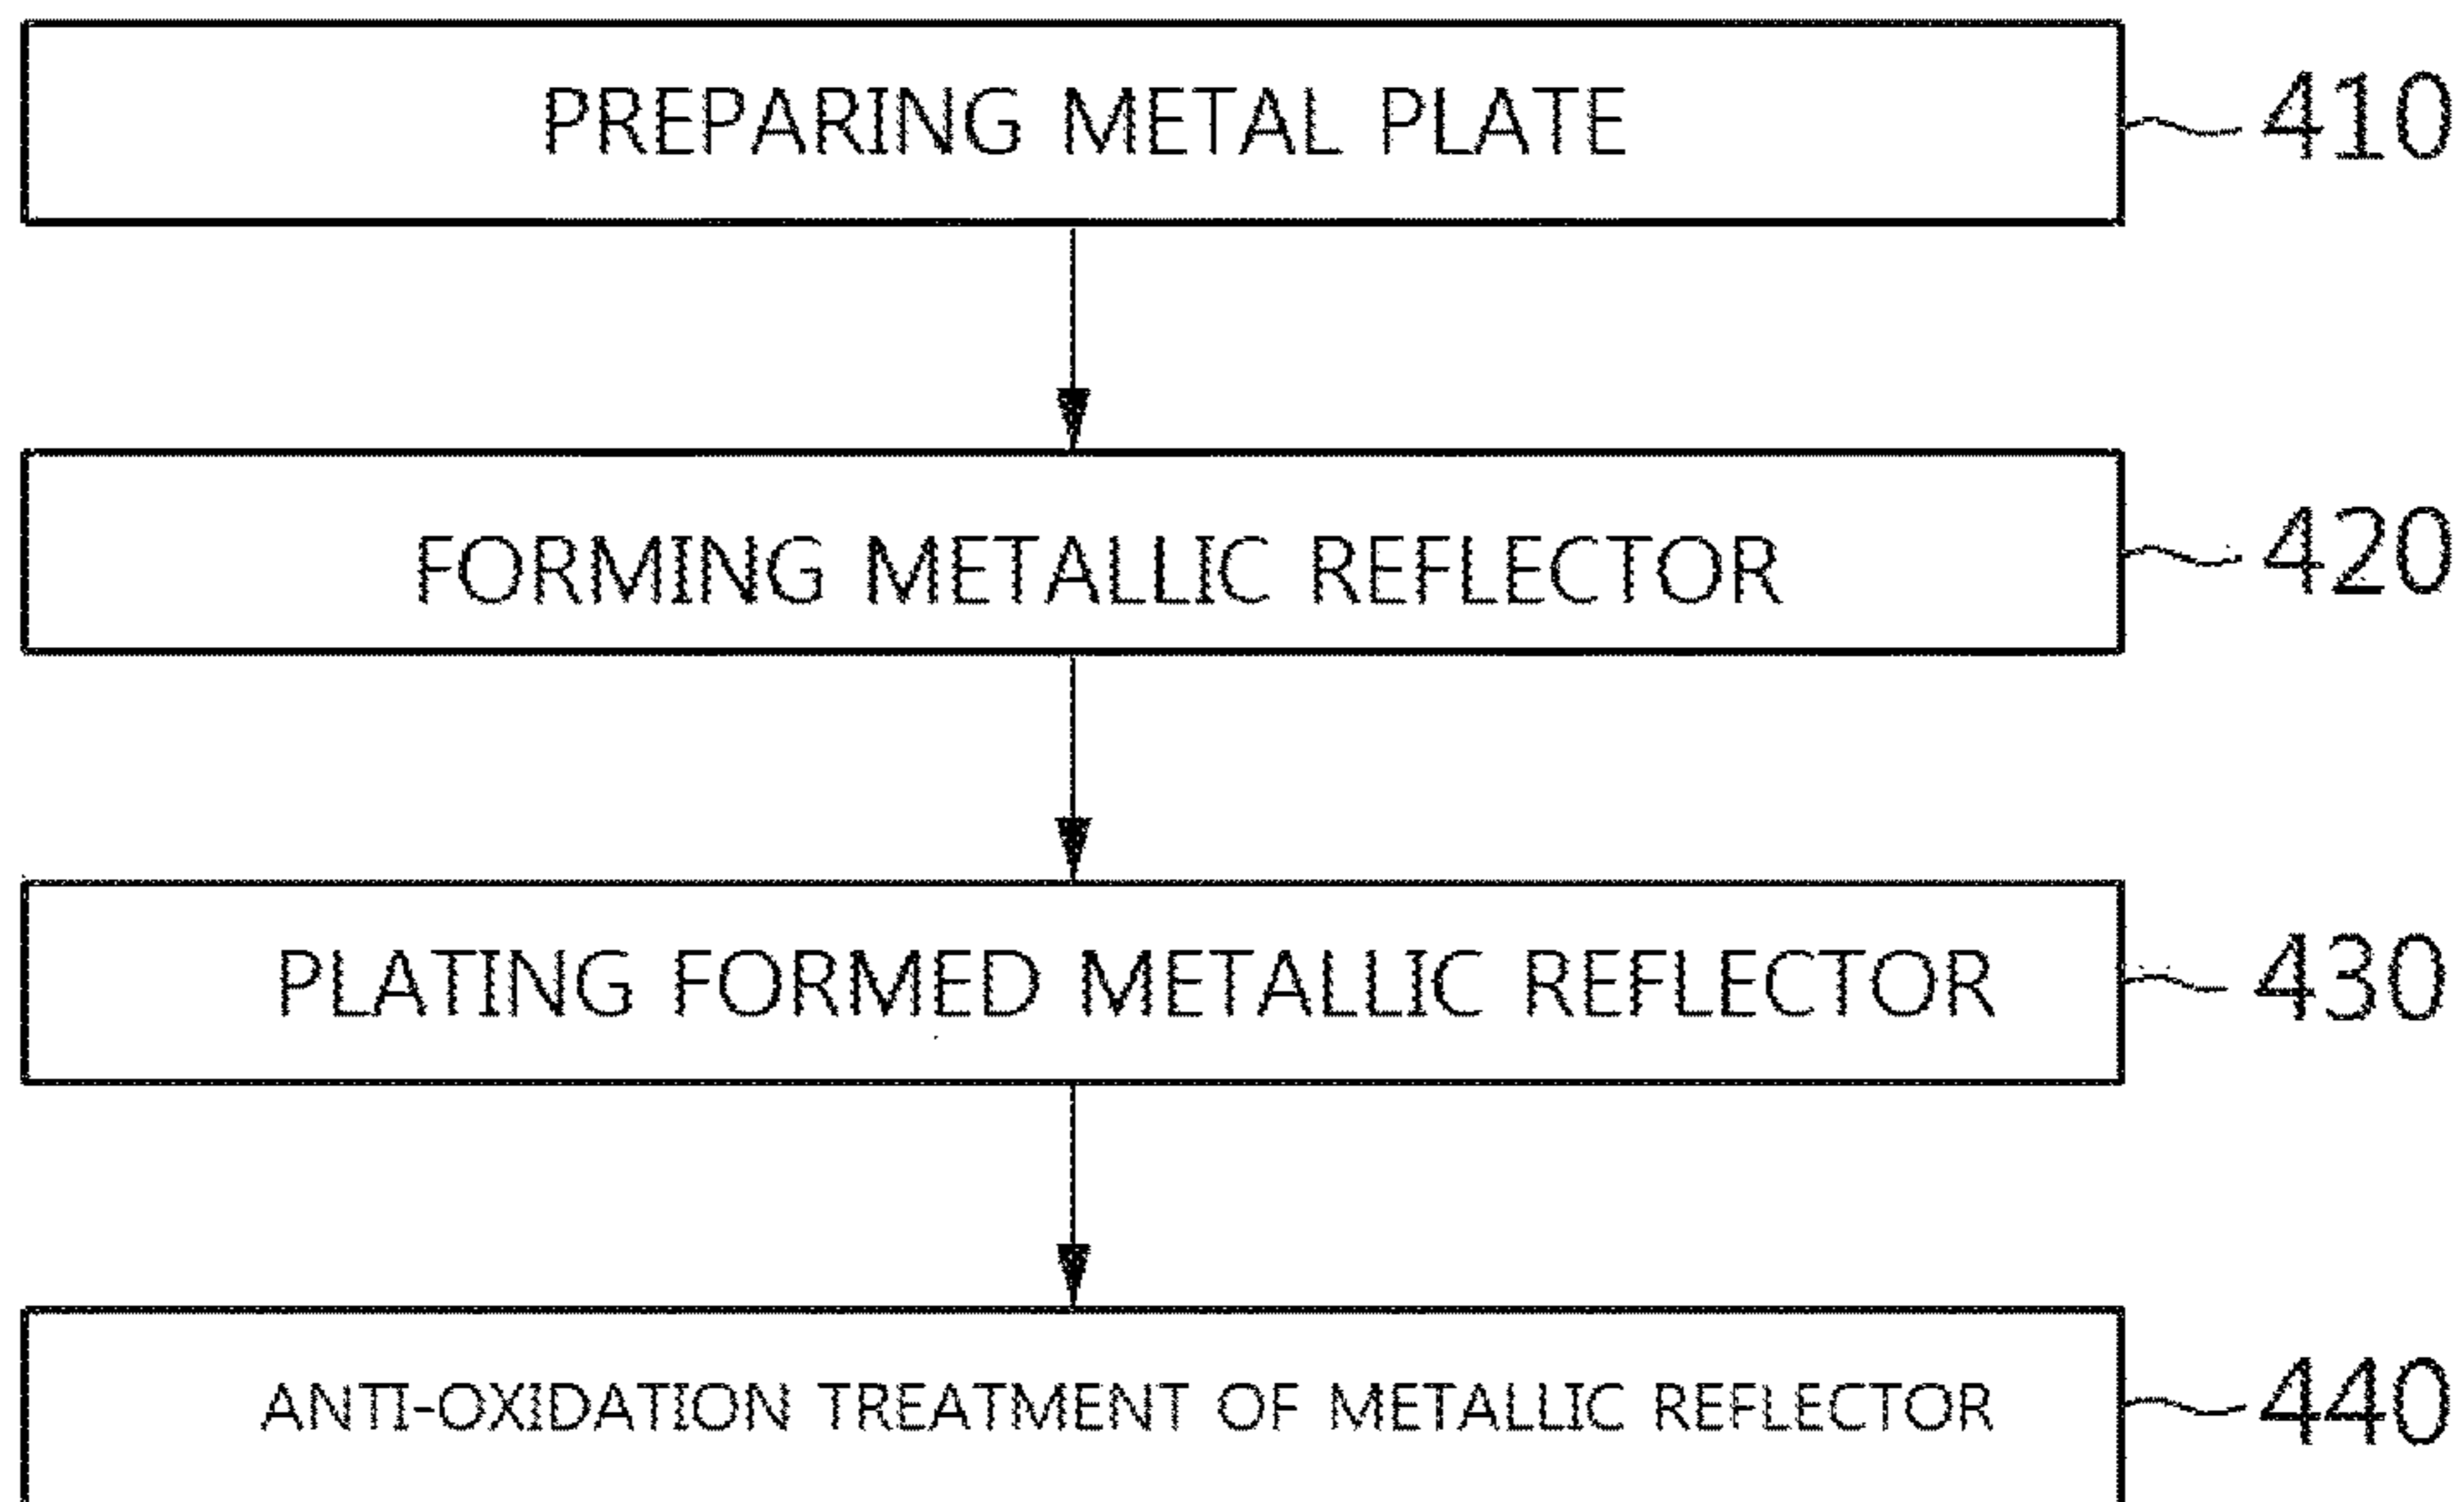 PREPARING METAL PLATE 410
FORMING METALLIC REFLECTOR 420
PLATING FORMED METALLIC REFLECTOR 430
ANTI-OXIDATION TREATMENT OF METALLIC REFLECTOR 440